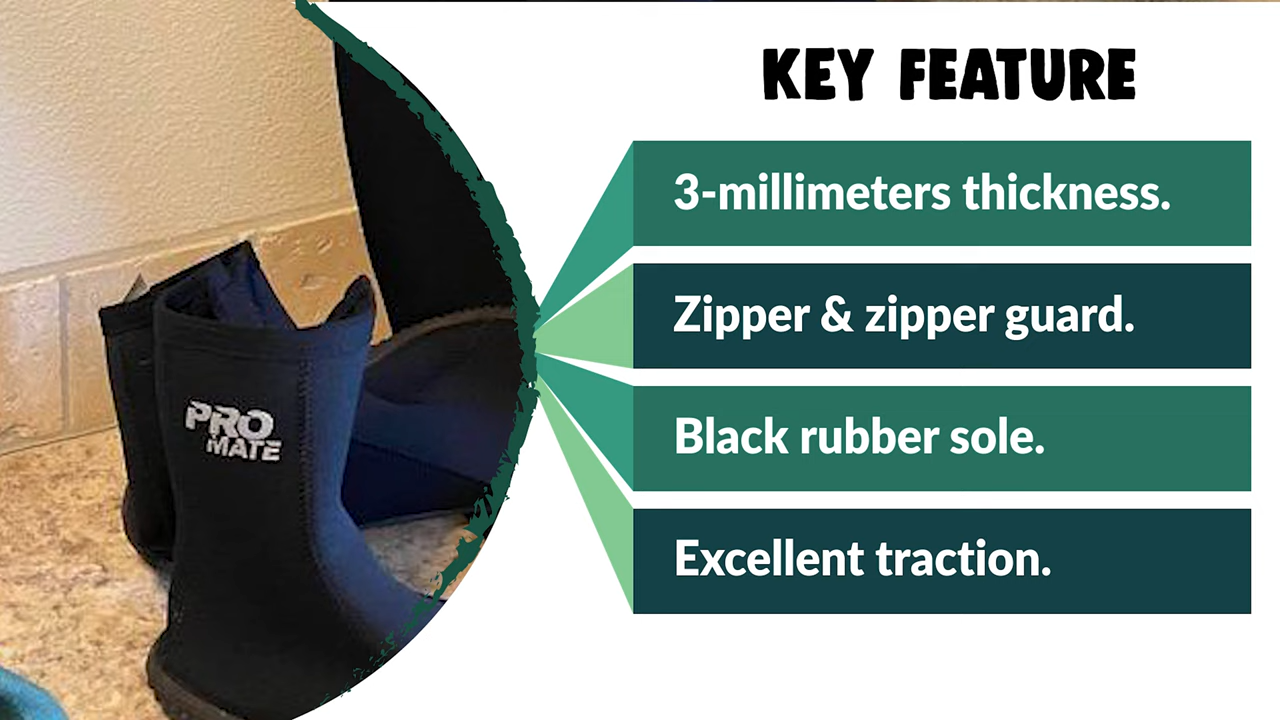 KEY FEATURE
3-millimeters thickness.
Zipper & zipper guard.
Black rubber sole.
Excellent traction.
PRO
MATE